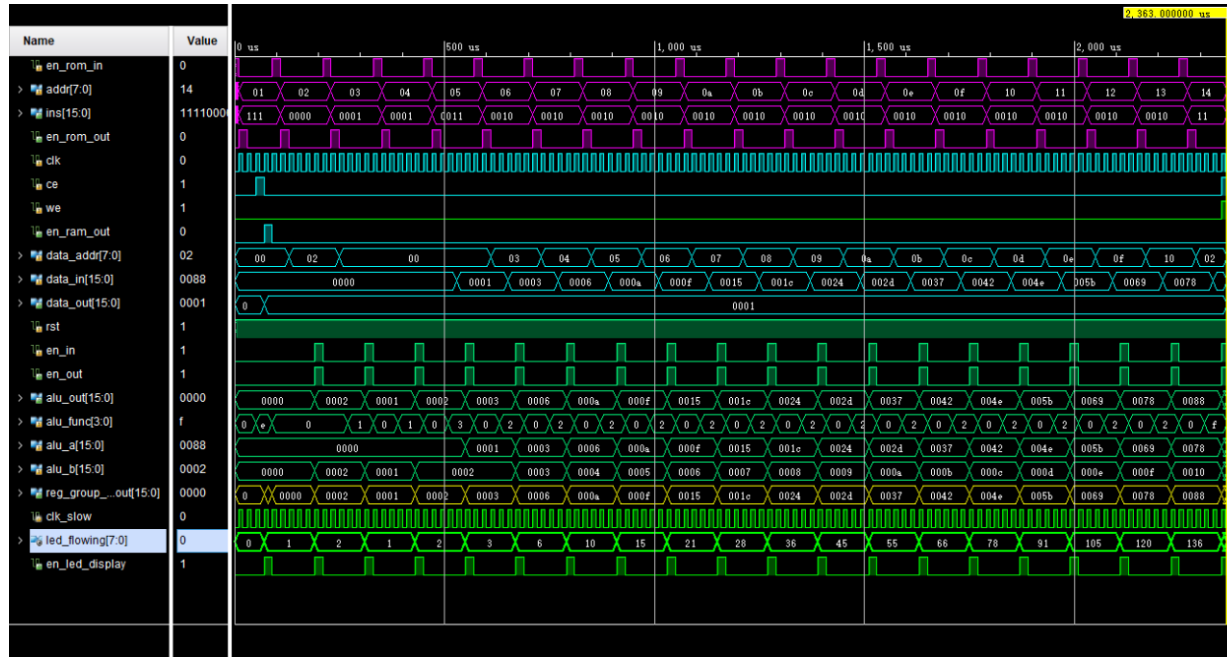 2,363.000000 us
Name Value 0 us 500 us 1,000 us 1,500 us 2,000 us
en_rom_in 0
addr[7:0] 14 01 02 03 04 05 06 07 08 09 0a 0b 0c 0d 0e 0f 10 11 12 13 14
ins[15:0] 11110000 111 0000 0001 0001 0011 0010 0010 0010 0010 0010 0010 0010 0010 0010 0010 0010 0010 0010 0010 11
en_rom_out 0
clk 0
ce 1
we 1
en_ram_out 0
data_addr[7:0] 02 00 02 00 03 04 05 06 07 08 09 0a 0b 0c 0d 0e 0f 10 02
data_in[15:0] 0088 0000 0001 0003 0006 000a 000f 0015 001c 0024 002d 0037 0042 004e 005b 0069 0078
data_out[15:0] 0001 0 0001
rst 1
en_in 1
en_out 1
alu_out[15:0] 0000 0000 0002 0001 0002 0003 0006 000a 000f 0015 001c 0024 002d 0037 0042 004e 005b 0069 0078 0088
alu_func[3:0] f 0 e 0 1 0 1 0 3 0 2 0 2 0 2 0 2 0 2 0 2 0 2 0 2 0 2 0 2 0 2 0 2 0 2 0 f
alu_a[15:0] 0088 0000 0001 0003 0006 000a 000f 0015 001c 0024 002d 0037 0042 004e 005b 0069 0078
alu_b[15:0] 0002 0000 0002 0001 0002 0003 0004 0005 0006 0007 0008 0009 000a 000b 000c 000d 000e 000f 0010
reg_group_...out[15:0] 0000 0 0000 0002 0001 0002 0003 0006 000a 000f 0015 001c 0024 002d 0037 0042 004e 005b 0069 0078 0088
clk_slow 0
led_flowing[7:0] 0 0 1 2 1 2 3 6 10 15 21 28 36 45 55 66 78 91 105 120 136
en_led_display 1